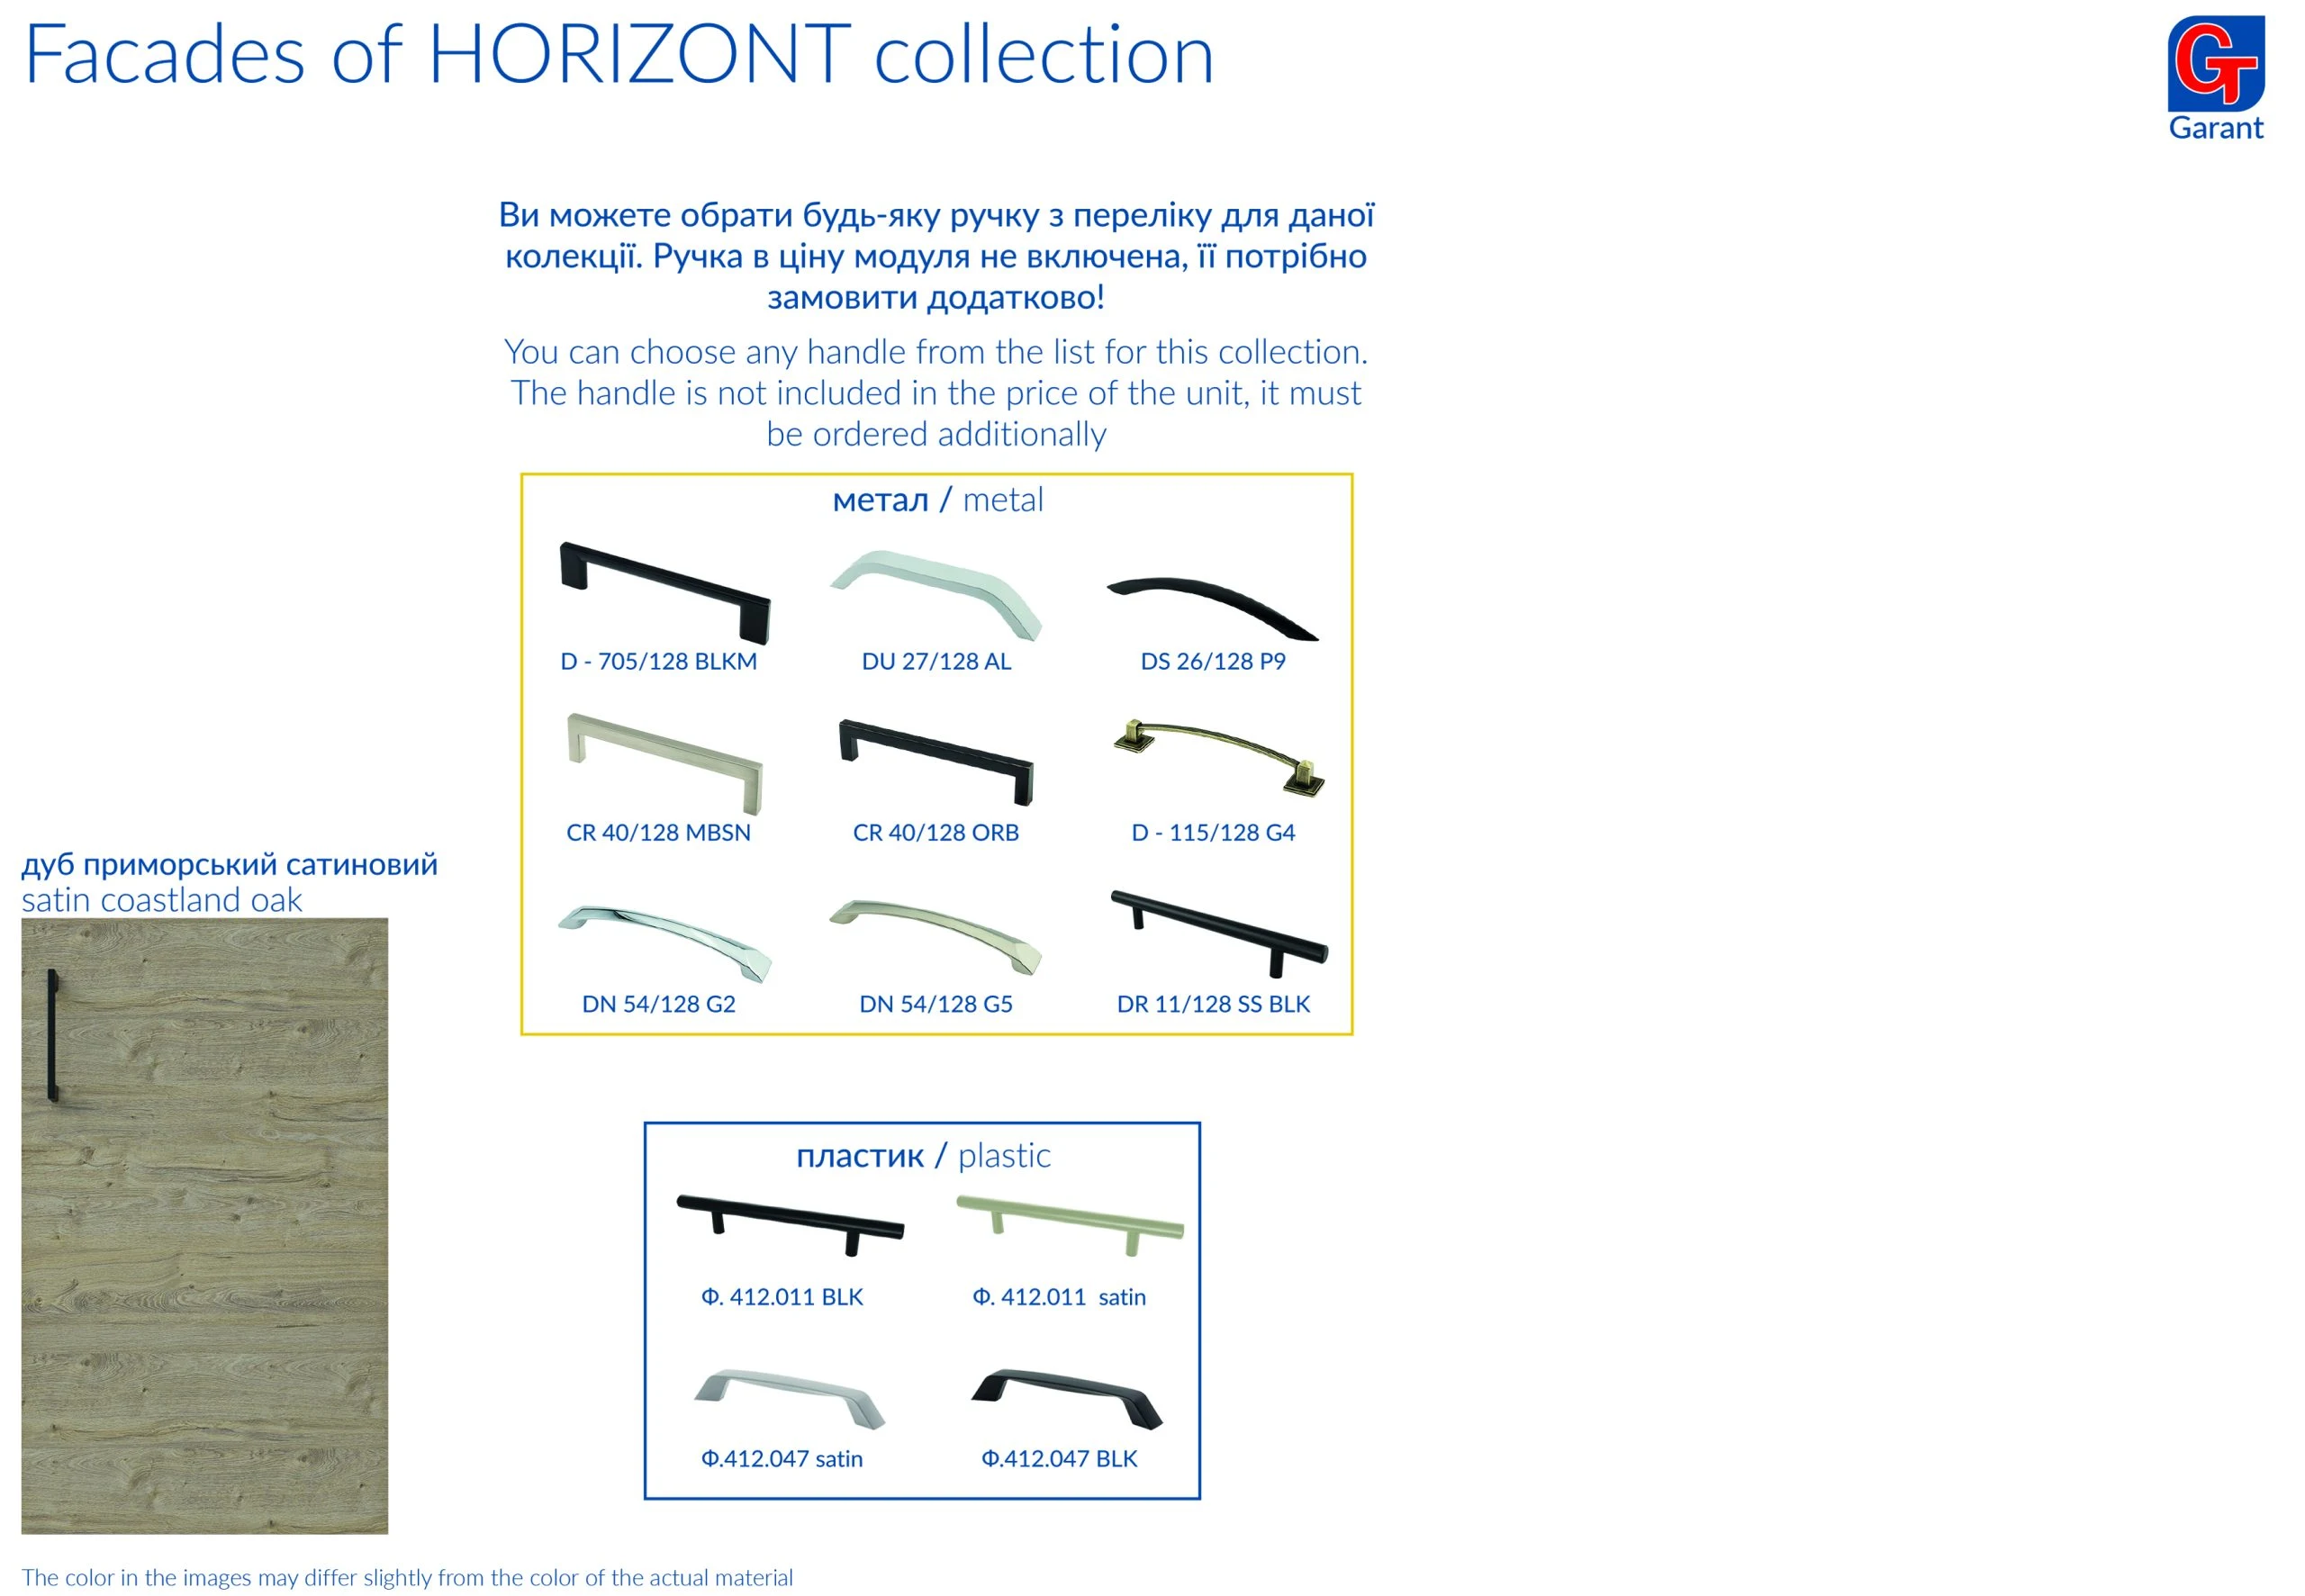 Facades of HORIZONT collection
GT
Garant
Ви можете обрати будь-яку ручку з переліку для даної
колекції. Ручка в ціну модуля не включена, її потрібно
замовити додатково!
You can choose any handle from the list for this collection.
The handle is not included in the price of the unit, it must
be ordered additionally
метал / metal
D - 705/128 BLKM
DU 27/128 AL
DS 26/128 P9
CR 40/128 MBSN
CR 40/128 ORB
D - 115/128 G4
DN 54/128 G2
DN 54/128 G5
DR 11/128 SS BLK
дуб приморський сатиновий
satin coastland oak
пластик / plastic
Ф. 412.011 BLK
Ф. 412.011 satin
Ф.412.047 satin
Ф.412.047 BLK
The color in the images may differ slightly from the color of the actual material